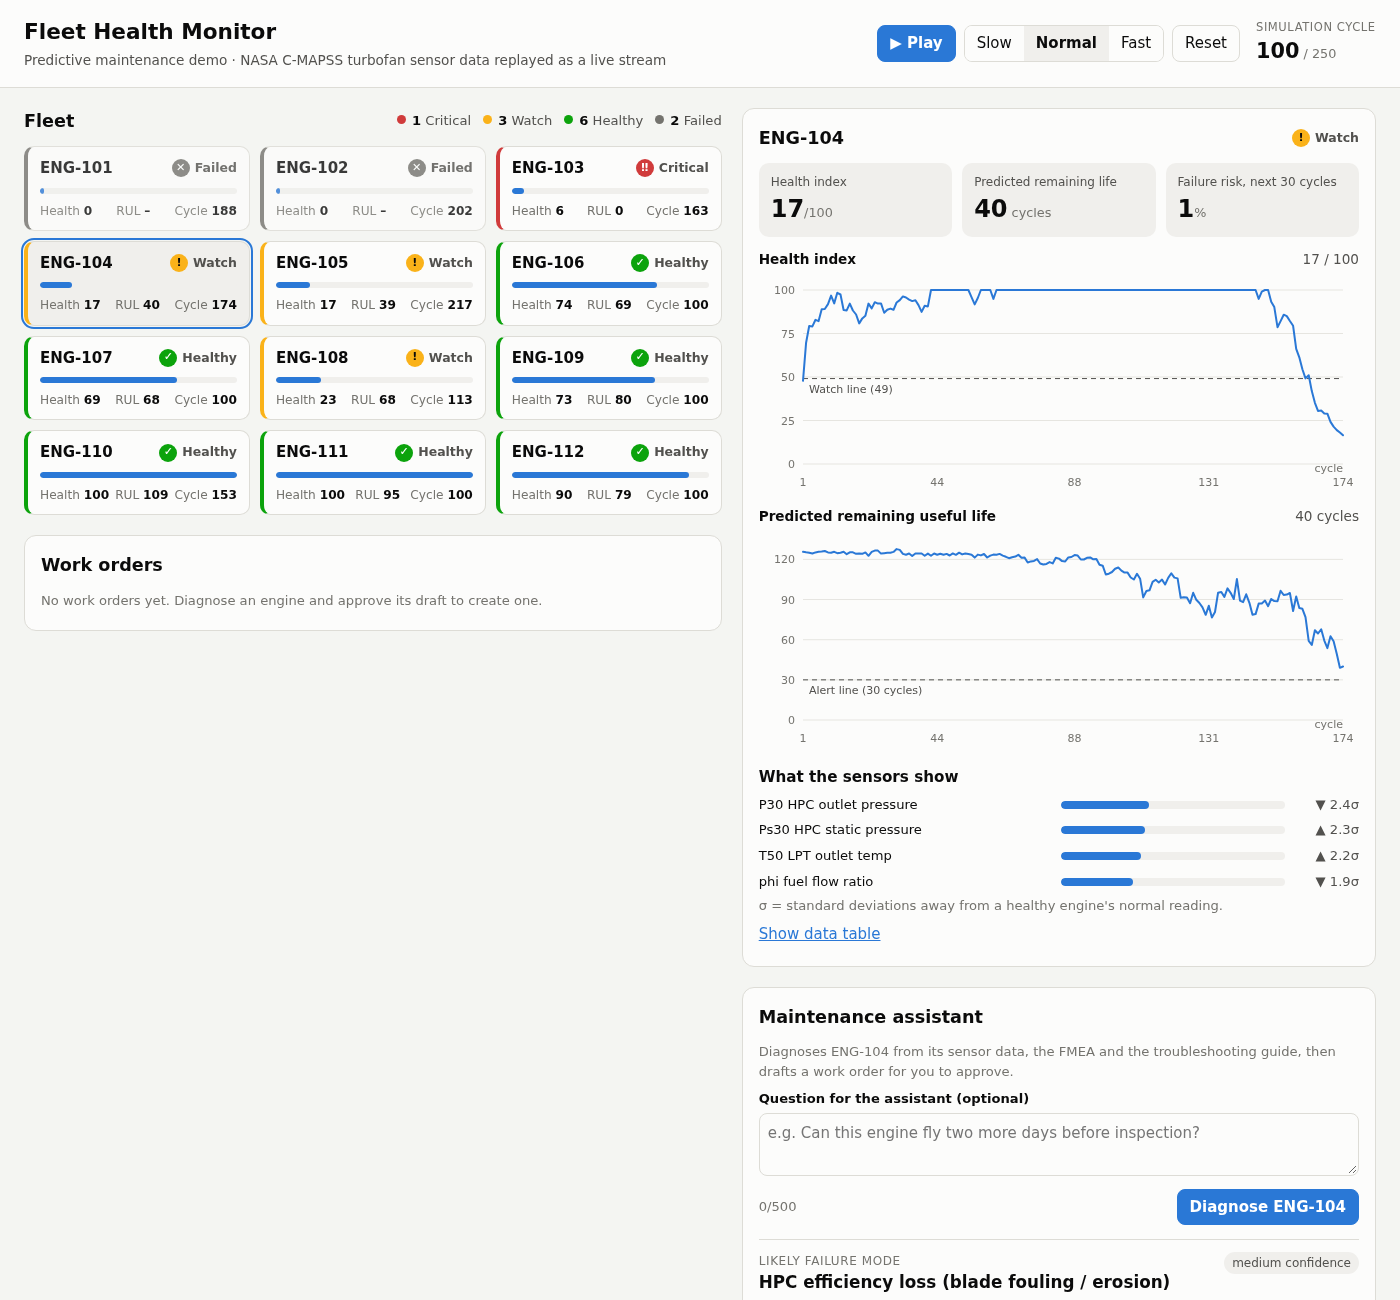 Fleet Health Monitor
Predictive maintenance demo · NASA C-MAPSS turbofan sensor data replayed as a live stream
▶ Play
Slow Normal Fast
Reset
SIMULATION CYCLE
100 / 250
Fleet
1 Critical 3 Watch 6 Healthy 2 Failed
ENG-101 ✕ Failed
Health 0 RUL – Cycle 188
ENG-102 ✕ Failed
Health 0 RUL – Cycle 202
ENG-103 !! Critical
Health 6 RUL 0 Cycle 163
ENG-104 ! Watch
Health 17 RUL 40 Cycle 174
ENG-105 ! Watch
Health 17 RUL 39 Cycle 217
ENG-106 ✓ Healthy
Health 74 RUL 69 Cycle 100
ENG-107 ✓ Healthy
Health 69 RUL 68 Cycle 100
ENG-108 ! Watch
Health 23 RUL 68 Cycle 113
ENG-109 ✓ Healthy
Health 73 RUL 80 Cycle 100
ENG-110 ✓ Healthy
Health 100 RUL 109 Cycle 153
ENG-111 ✓ Healthy
Health 100 RUL 95 Cycle 100
ENG-112 ✓ Healthy
Health 90 RUL 79 Cycle 100
Work orders
No work orders yet. Diagnose an engine and approve its draft to create one.
ENG-104 ! Watch
Health index
17/100
Predicted remaining life
40 cycles
Failure risk, next 30 cycles
1%
Health index 17 / 100
100
75
50
Watch line (49)
25
0
cycle
1 44 88 131 174
Predicted remaining useful life 40 cycles
120
90
60
30
Alert line (30 cycles)
0
cycle
1 44 88 131 174
What the sensors show
P30 HPC outlet pressure ▼ 2.4σ
Ps30 HPC static pressure ▲ 2.3σ
T50 LPT outlet temp ▲ 2.2σ
phi fuel flow ratio ▼ 1.9σ
σ = standard deviations away from a healthy engine's normal reading.
Show data table
Maintenance assistant
Diagnoses ENG-104 from its sensor data, the FMEA and the troubleshooting guide, then
drafts a work order for you to approve.
Question for the assistant (optional)
e.g. Can this engine fly two more days before inspection?
0/500
Diagnose ENG-104
LIKELY FAILURE MODE
medium confidence
HPC efficiency loss (blade fouling / erosion)